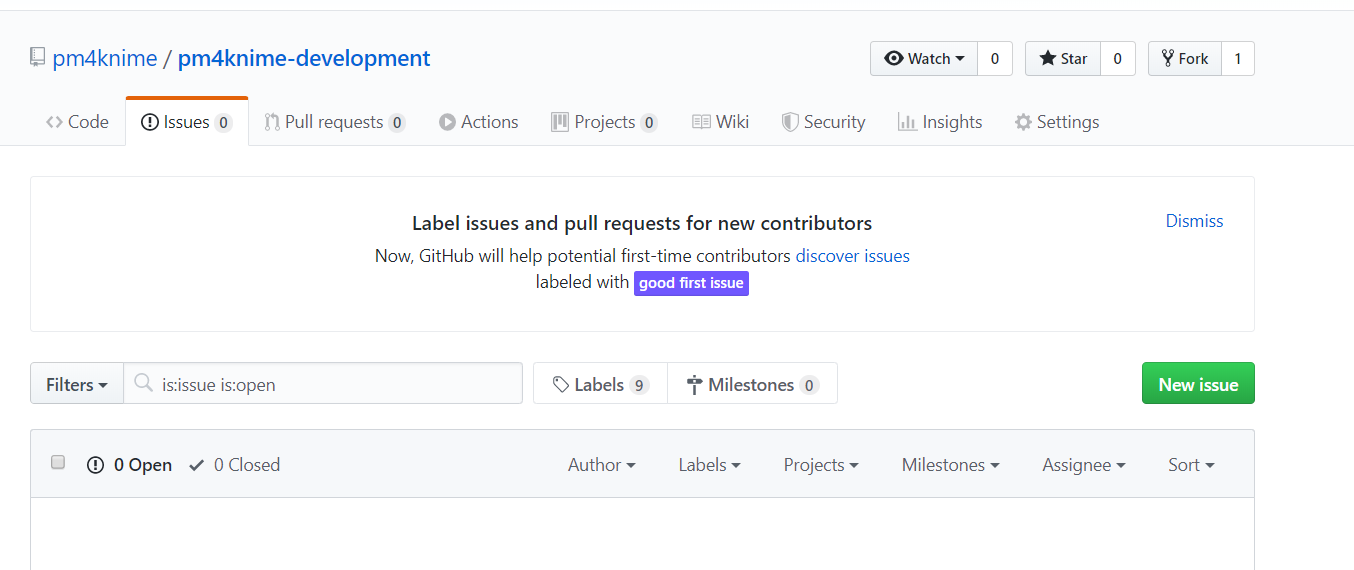 pm4knime / pm4knime-development
Watch 0 Star 0 Fork 1
Code Issues 0 Pull requests 0 Actions Projects 0 Wiki Security Insights Settings
Label issues and pull requests for new contributors
Dismiss
Now, GitHub will help potential first-time contributors discover issues
labeled with good first issue
Filters is:issue is:open Labels 9 Milestones 0 New issue
0 Open 0 Closed Author Labels Projects Milestones Assignee Sort